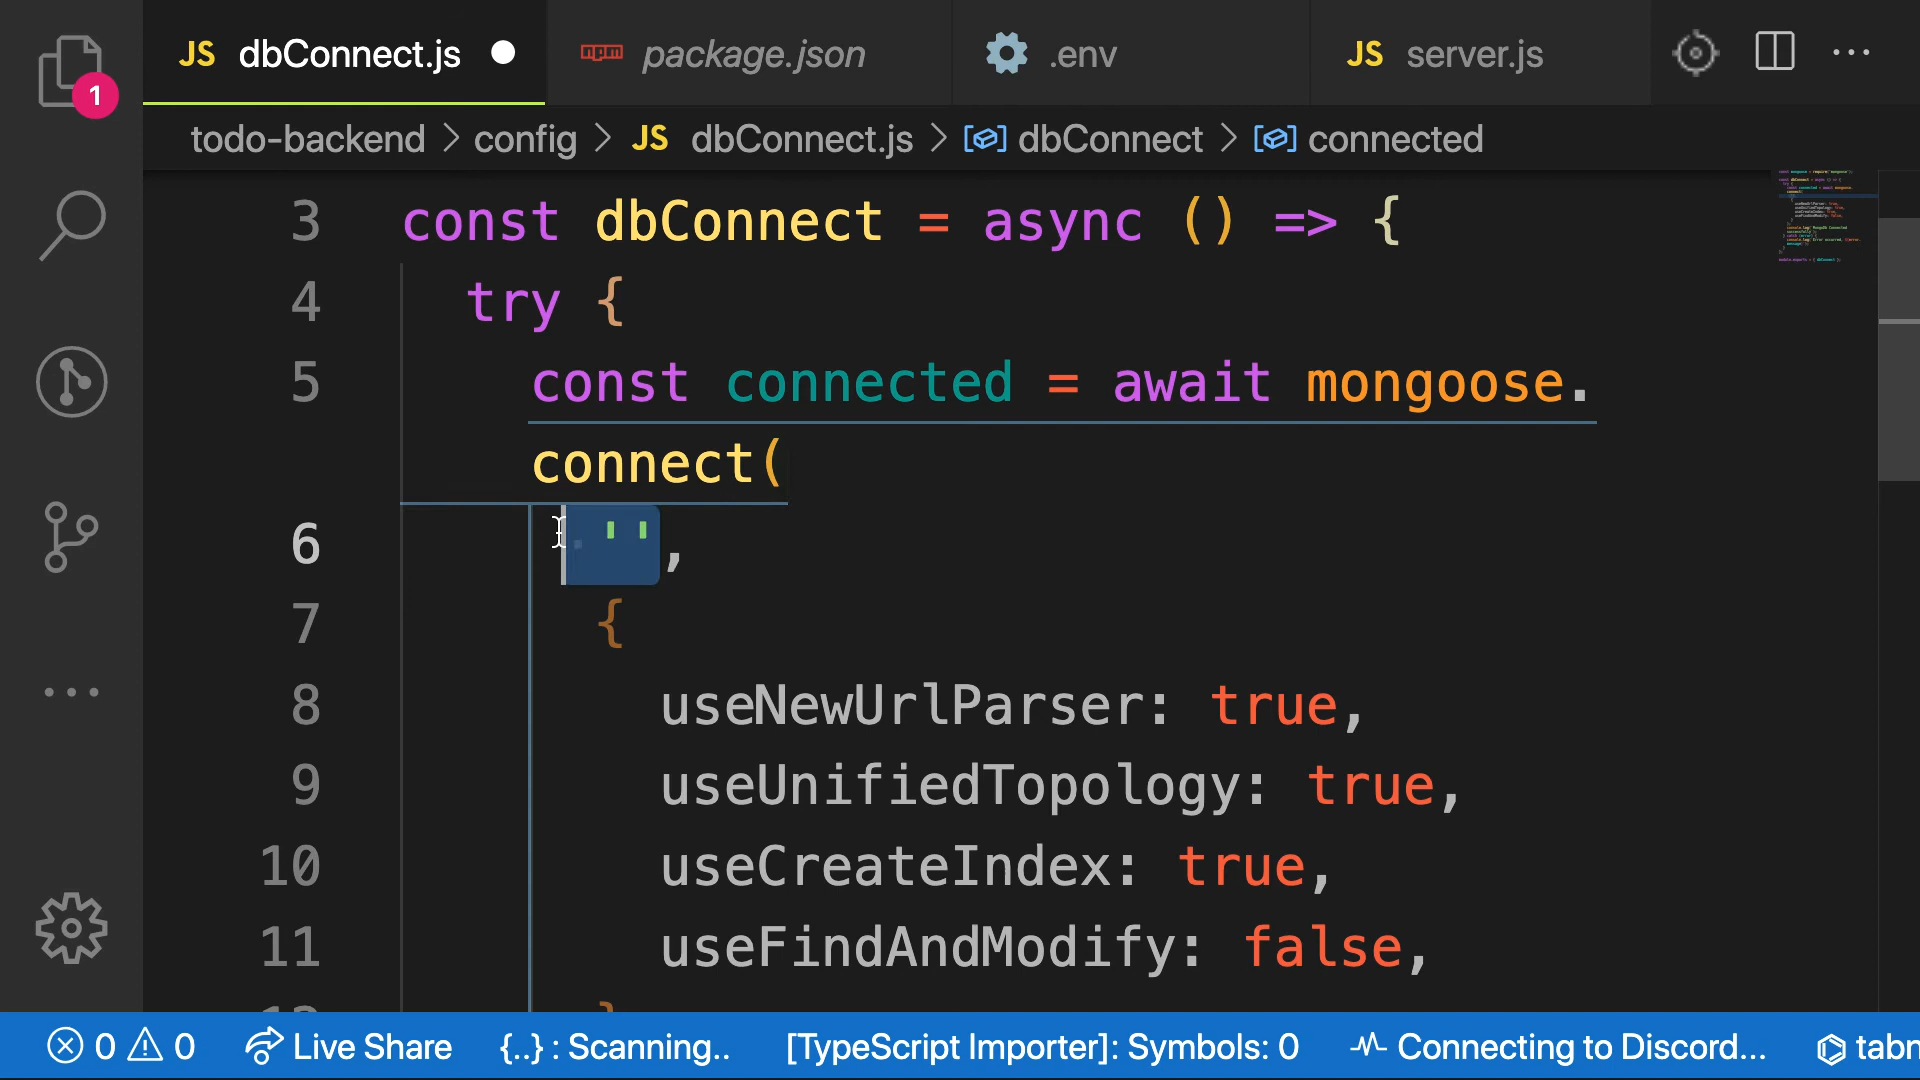 JS dbConnect.js package.json .env JS server.js
1
todo-backend > config > JS dbConnect.js > dbConnect > connected
3 const dbConnect = async () => {
4 try {
5 const connected = await mongoose.
connect(
6 '',
7 {
8 useNewUrlParser: true,
9 useUnifiedTopology: true,
10 useCreateIndex: true,
11 useFindAndModify: false,
0 0 Live Share {..} : Scanning.. [TypeScript Importer]: Symbols: 0 Connecting to Discord... tabn